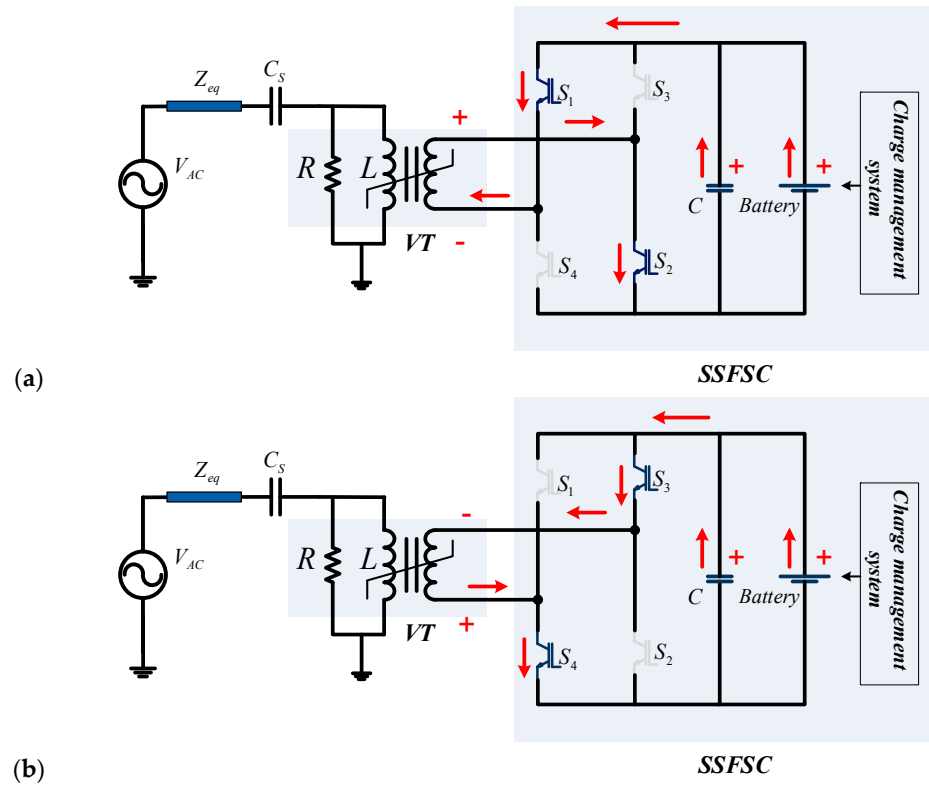 Z_eq
C_S
V_AC
R
L
VT
+
-
S_1
S_3
S_4
S_2
C
+
Battery
+
Charge management
system
SSFSC
(a)
Z_eq
C_S
V_AC
R
L
VT
-
+
S_1
S_3
S_4
S_2
C
+
Battery
+
Charge management
system
SSFSC
(b)